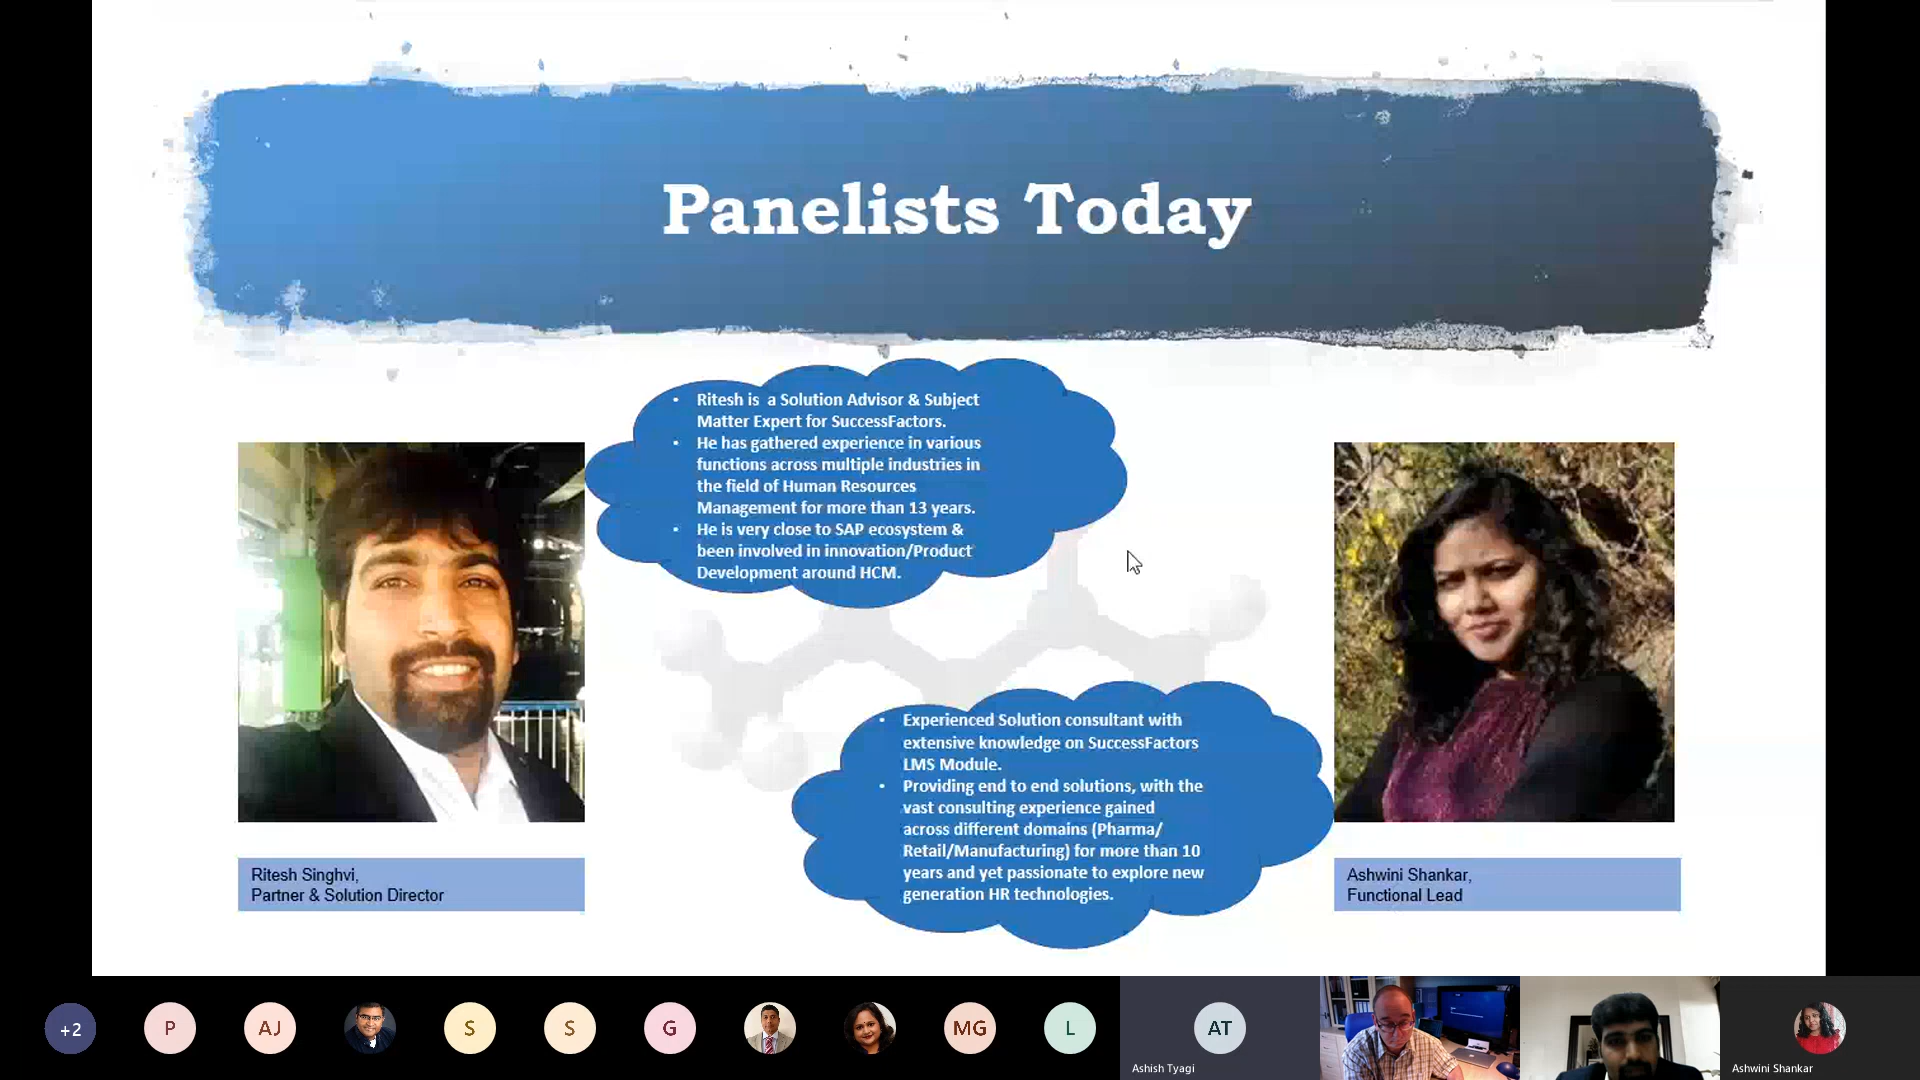 Panelists Today
• Ritesh is a Solution Advisor & Subject
Matter Expert for SuccessFactors.
• He has gathered experience in various
functions across multiple industries in
the field of Human Resources
Management for more than 13 years.
• He is very close to SAP ecosystem &
been involved in innovation/Product
Development around HCM.
Ritesh Singhvi,
Partner & Solution Director
• Experienced Solution consultant with
extensive knowledge on SuccessFactors
LMS Module.
• Providing end to end solutions, with the
vast consulting experience gained
across different domains (Pharma/
Retail/Manufacturing) for more than 10
years and yet passionate to explore new
generation HR technologies.
Ashwini Shankar,
Functional Lead
+2
P
AJ
S
S
G
MG
L
AT
Ashish Tyagi
Ashwini Shankar